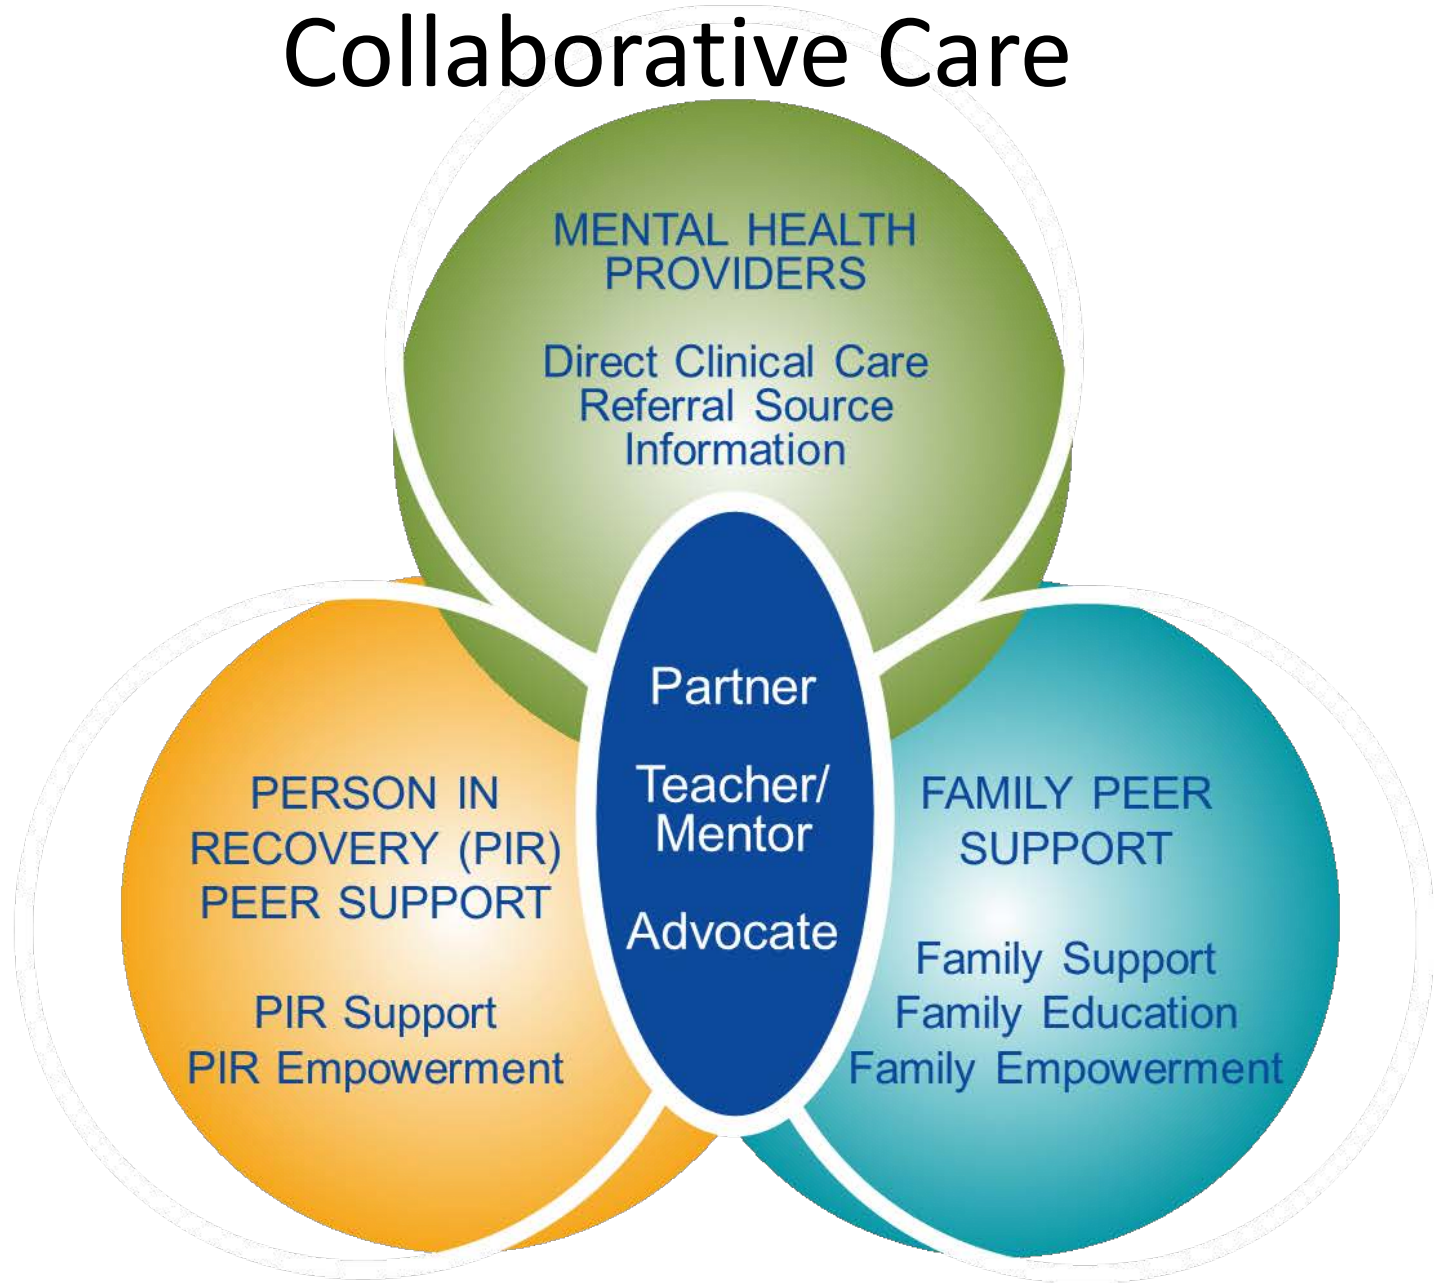 Collaborative Care
MENTAL HEALTH
PROVIDERS
Direct Clinical Care
Referral Source
Information
Partner
Teacher/
Mentor
Advocate
PERSON IN
RECOVERY (PIR)
PEER SUPPORT
PIR Support
PIR Empowerment
FAMILY PEER
SUPPORT
Family Support
Family Education
Family Empowerment